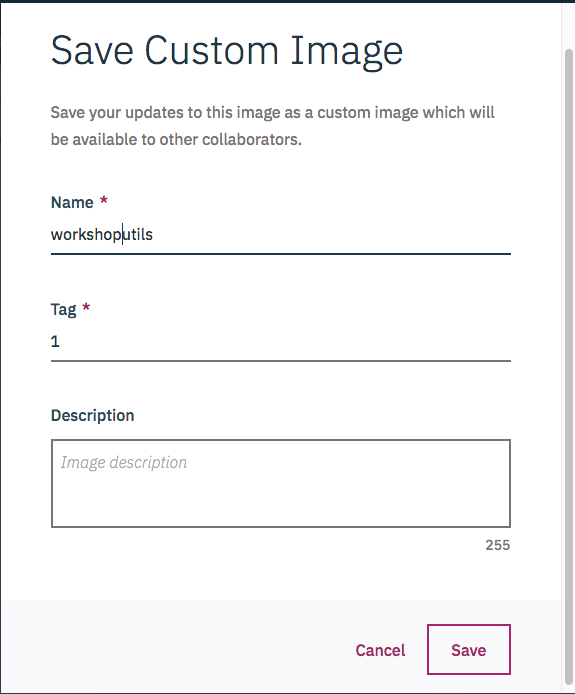 Save Custom Image
Save your updates to this image as a custom image which will
be available to other collaborators.
Name *
workshoputils
Tag *
1
Description
Image description
255
Cancel
Save